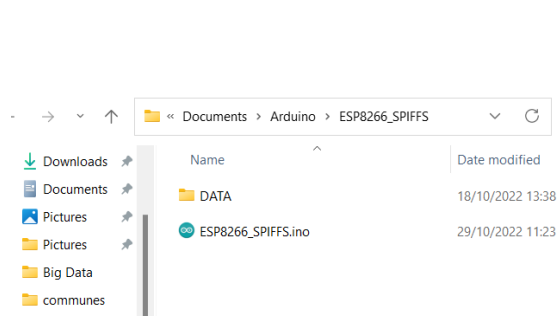 « Documents > Arduino > ESP8266_SPIFFS
Downloads
Documents
Pictures
Pictures
Big Data
communes
Name Date modified
DATA 18/10/2022 13:38
ESP8266_SPIFFS.ino 29/10/2022 11:23